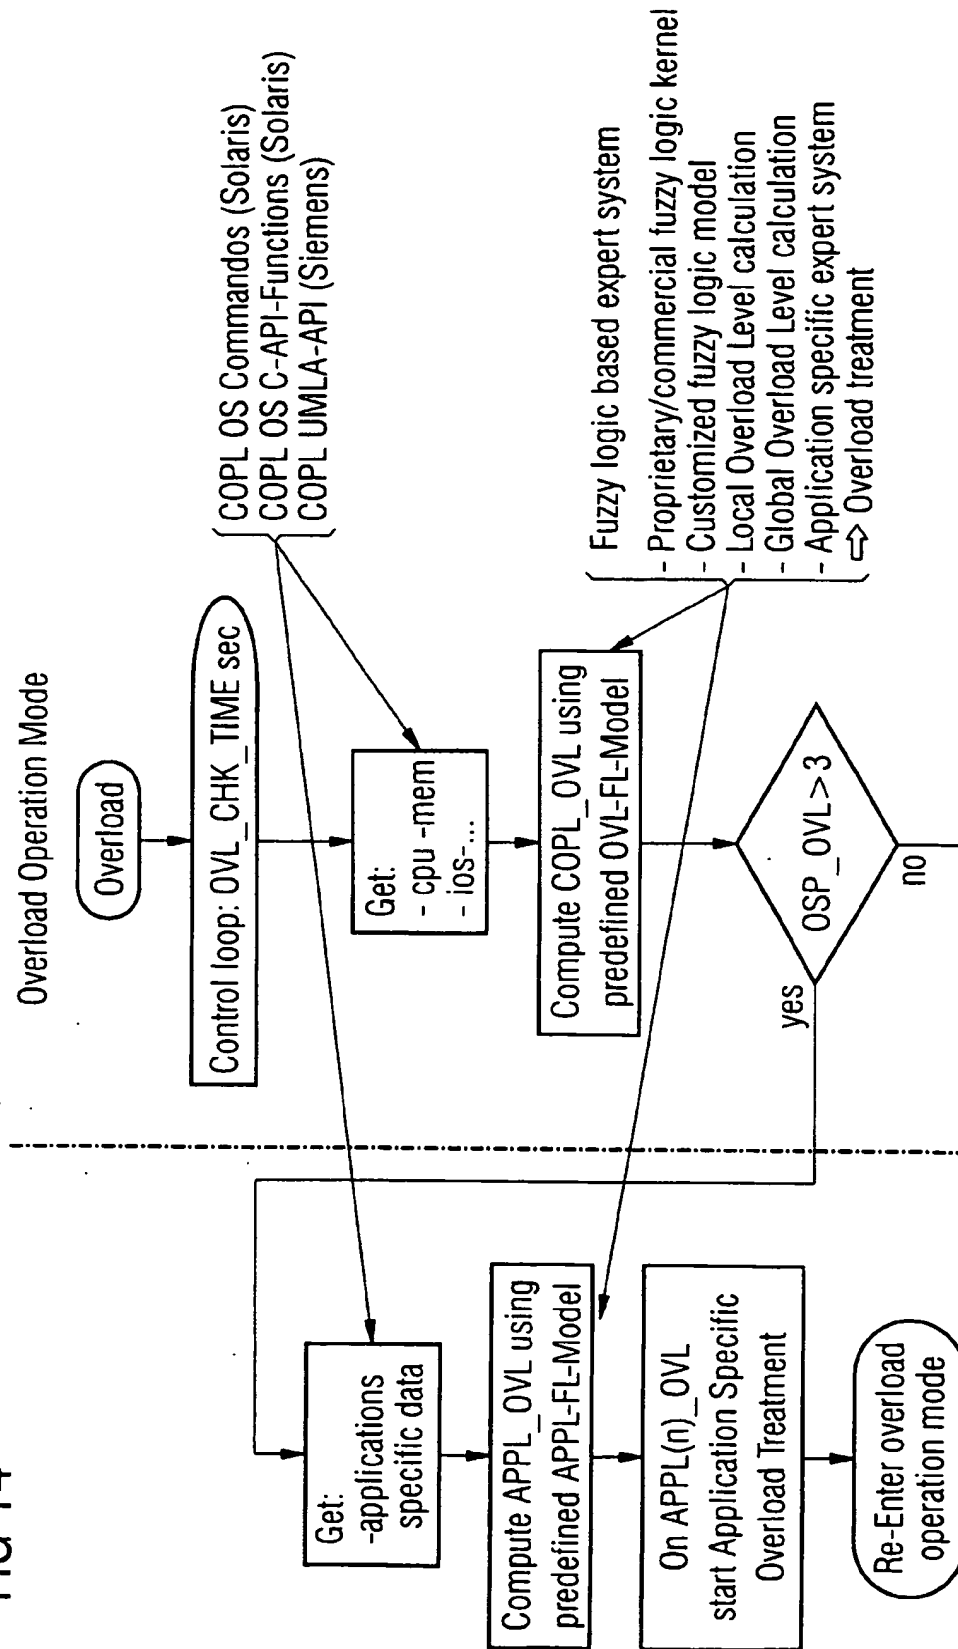 Overload Operation Mode
Overload
Control loop: OVL_CHK_TIME sec
COPL OS Commandos (Solaris)
COPL OS C-API-Functions (Solaris)
COPL UMLA-API (Siemens)
Get:
- cpu -mem
- ios-...
Compute COPL_OVL using
predefined OVL-FL-Model
Fuzzy logic based expert system
- Proprietary/commercial fuzzy logic kernel
- Customized fuzzy logic model
- Local Overload Level calculation
- Global Overload Level calculation
- Application specific expert system
⇨ Overload treatment
OSP_OVL>3
yes
no
Get:
-applications
specific data
Compute APPL_OVL using
predefined APPL-FL-Model
On APPL(n)_OVL
start Application Specific
Overload Treatment
Re-Enter overload
operation mode